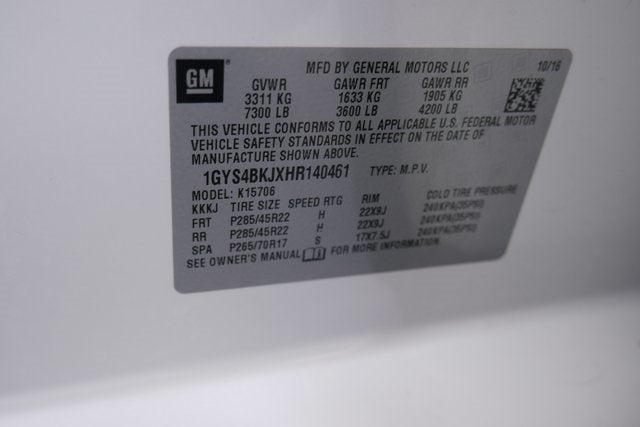 GM
MFD BY GENERAL MOTORS LLC 10/16
GVWR GAWR FRT GAWR RR
3311 KG 1633 KG 1905 KG
7300 LB 3600 LB 4200 LB
THIS VEHICLE CONFORMS TO ALL APPLICABLE U.S. FEDERAL MOTOR
VEHICLE SAFETY STANDARDS IN EFFECT ON THE DATE OF
MANUFACTURE SHOWN ABOVE.
1GYS4BKJXHR140461 TYPE: M.P.V.
MODEL: K15706
KKKJ TIRE SIZE SPEED RTG RIM COLD TIRE PRESSURE
FRT P285/45R22 H 22X9J 240KPA(35PSI)
RR P285/45R22 H 22X9J 240KPA(35PSI)
SPA P265/70R17 S 17X7.5J 240KPA(35PSI)
SEE OWNER'S MANUAL FOR MORE INFORMATION.